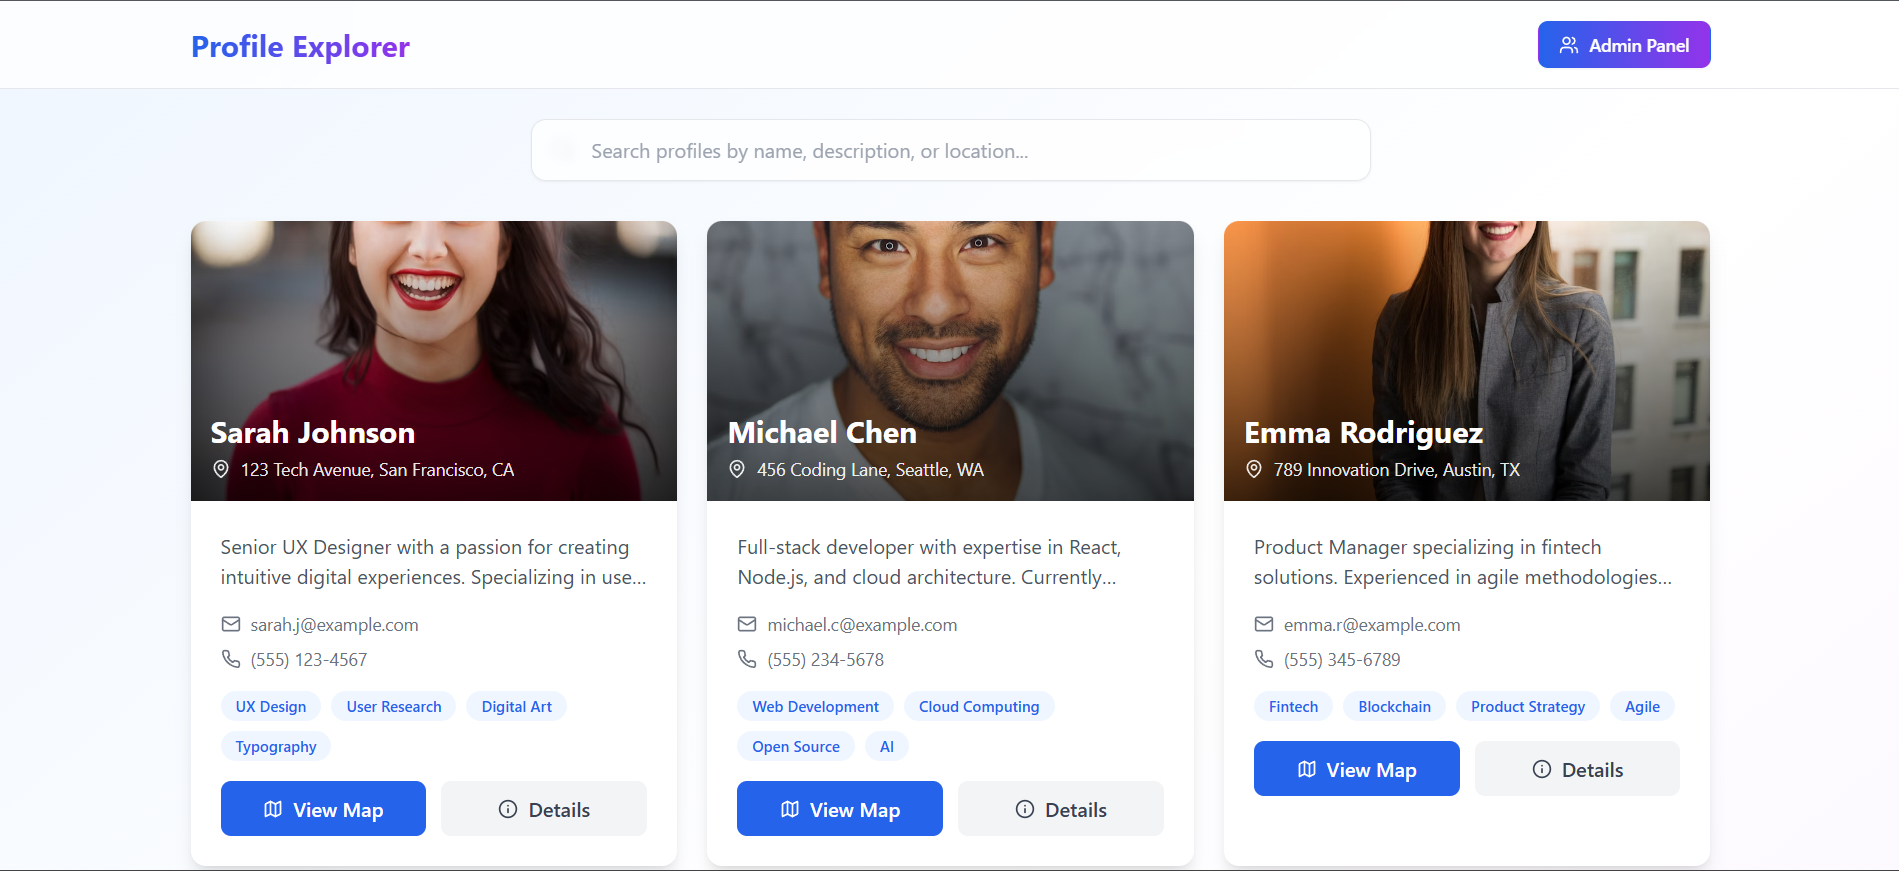 Profile Explorer
Admin Panel
Search profiles by name, description, or location...
Sarah Johnson
123 Tech Avenue, San Francisco, CA
Senior UX Designer with a passion for creating
intuitive digital experiences. Specializing in use...
sarah.j@example.com
(555) 123-4567
UX Design
User Research
Digital Art
Typography
View Map
Details
Michael Chen
456 Coding Lane, Seattle, WA
Full-stack developer with expertise in React,
Node.js, and cloud architecture. Currently...
michael.c@example.com
(555) 234-5678
Web Development
Cloud Computing
Open Source
AI
View Map
Details
Emma Rodriguez
789 Innovation Drive, Austin, TX
Product Manager specializing in fintech
solutions. Experienced in agile methodologies...
emma.r@example.com
(555) 345-6789
Fintech
Blockchain
Product Strategy
Agile
View Map
Details